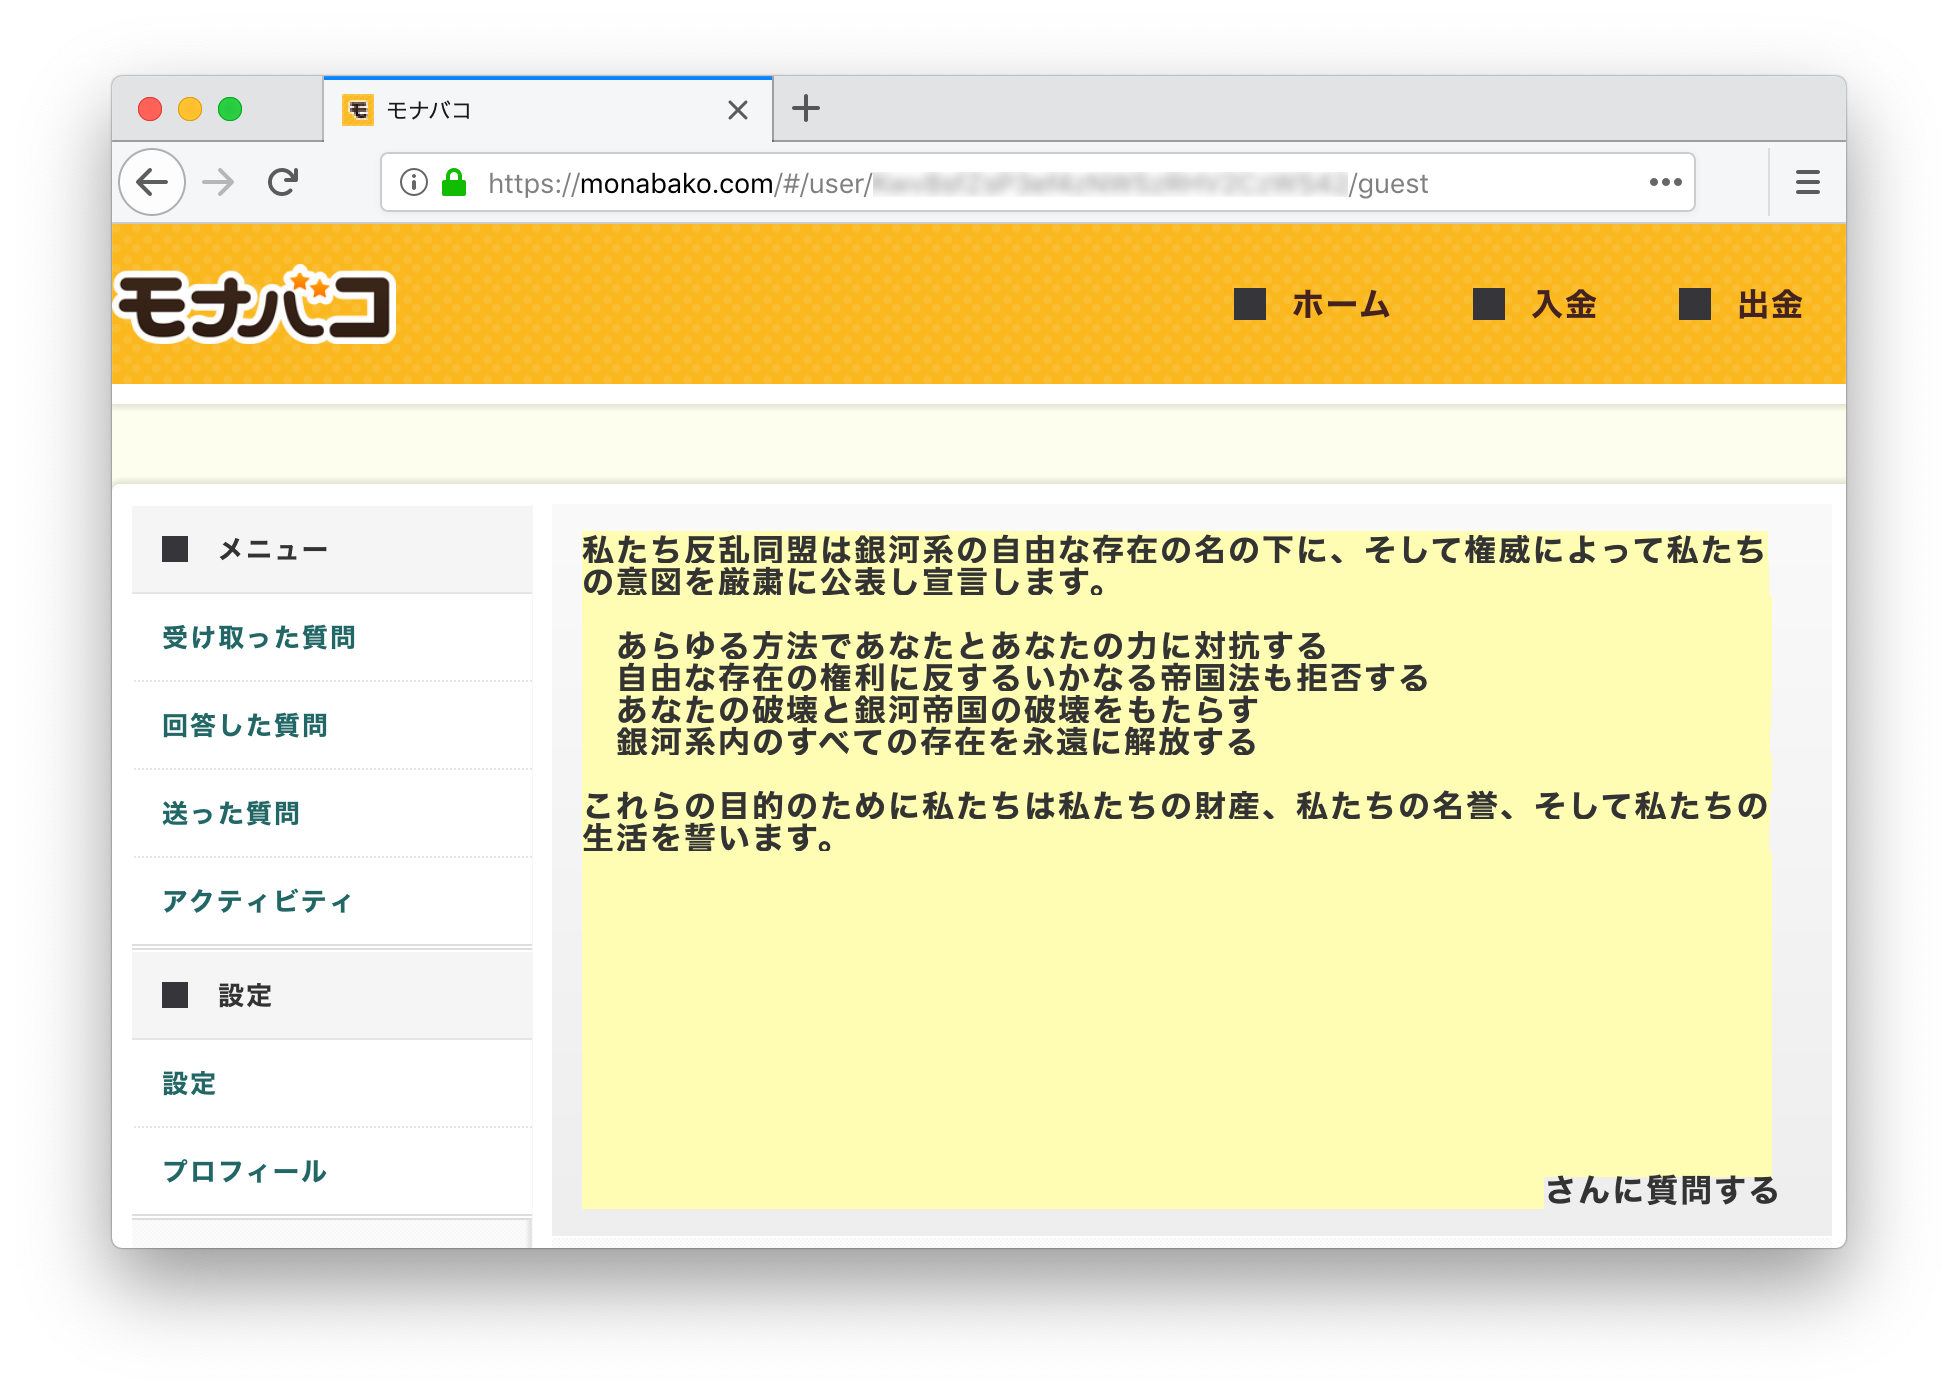 モナバコ
https://monabako.com/#/user/ /guest
モナバコ
ホーム 入金 出金
メニュー
受け取った質問
回答した質問
送った質問
アクティビティ
設定
設定
プロフィール
私たち反乱同盟は銀河系の自由な存在の名の下に、そして権威によって私たち
の意図を厳粛に公表し宣言します。
あらゆる方法であなたとあなたの力に対抗する
自由な存在の権利に反するいかなる帝国法も拒否する
あなたの破壊と銀河帝国の破壊をもたらす
銀河系内のすべての存在を永遠に解放する
これらの目的のために私たちは私たちの財産、私たちの名誉、そして私たちの
生活を誓います。
さんに質問する